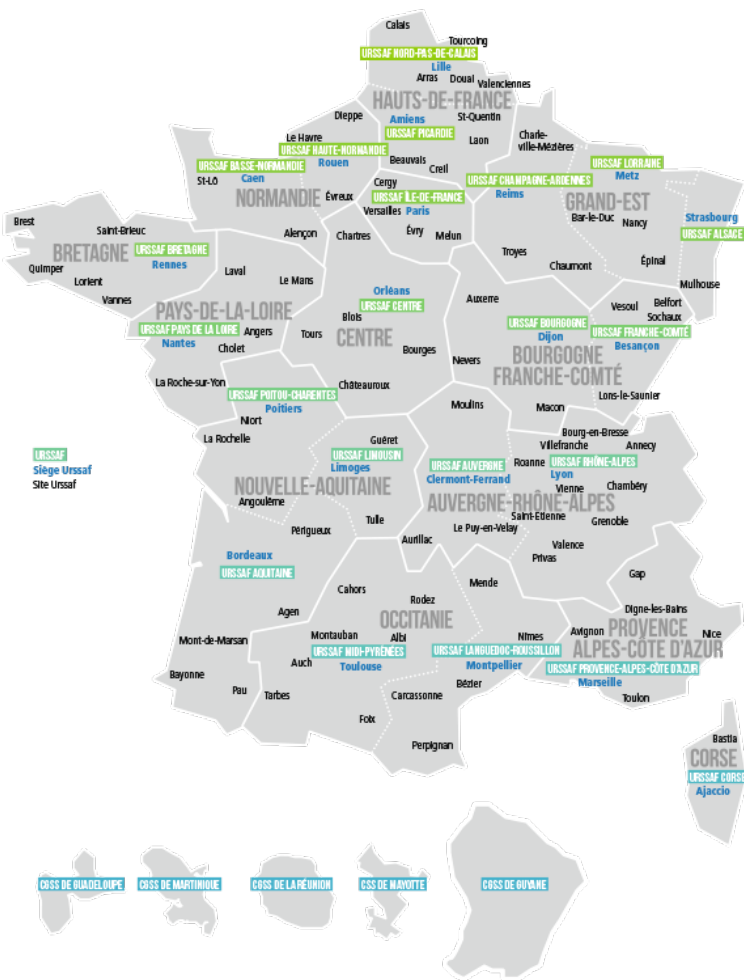 Calais
Tourcoing
URSSAF NORD-PAS-DE-CALAIS
Lille
Arras
Douai
Valenciennes
HAUTS-DE-FRANCE
Dieppe
Amiens
St-Quentin
URSSAF PICARDIE
Laon
Charle-
ville-Mézières
Le Havre
URSSAF HAUTE-NORMANDIE
Rouen
Beauvais
Creil
URSSAF LORRAINE
Metz
URSSAF BASSE-NORMANDIE
Caen
St-Lô
NORMANDIE
Évreux
Cergy
URSSAF ÎLE-DE-FRANCE
Versailles
Paris
URSSAF CHAMPAGNE-ARDENNES
Reims
GRAND-EST
Bar-le-Duc
Nancy
Strasbourg
URSSAF ALSACE
Brest
Saint-Brieuc
BRETAGNE
URSSAF BRETAGNE
Rennes
Quimper
Lorient
Vannes
Alençon
Chartres
Évry
Melun
Troyes
Chaumont
Épinal
Mulhouse
Laval
Le Mans
PAYS-DE-LA-LOIRE
URSSAF PAYS DE LA LOIRE
Nantes
Angers
Cholet
Orléans
URSSAF CENTRE
Blois
Tours
CENTRE
Bourges
Auxerre
Nevers
URSSAF BOURGOGNE
Dijon
BOURGOGNE
FRANCHE-COMTÉ
Vesoul
Belfort
Sochaux
URSSAF FRANCHE-COMTÉ
Besançon
La Roche-sur-Yon
URSSAF POITOU-CHARENTES
Poitiers
Châteauroux
Niort
La Rochelle
Moulins
Macon
Lons-le-Saunier
Bourg-en-Bresse
Villefranche
Annecy
URSSAF
Siège Urssaf
Site Urssaf
Guéret
URSSAF LIMOUSIN
Limoges
NOUVELLE-AQUITAINE
Angoulême
Périgueux
Tulle
URSSAF AUVERGNE
Clermont-Ferrand
Roanne
URSSAF RHÔNE-ALPES
Lyon
Vienne
Chambéry
AUVERGNE-RHÔNE-ALPES
Saint-Etienne
Grenoble
Le Puy-en-Velay
Aurillac
Valence
Privas
Bordeaux
URSSAF AQUITAINE
Agen
Mont-de-Marsan
Bayonne
Pau
Cahors
Rodez
OCCITANIE
Montauban
Albi
URSSAF MIDI-PYRÉNÉES
Auch
Toulouse
Tarbes
Foix
Mende
Nîmes
URSSAF LANGUEDOC-ROUSSILLON
Montpellier
Bézier
Carcassonne
Perpignan
Gap
Digne-les-Bains
Avignon
PROVENCE
ALPES-CÔTE D'AZUR
Nice
URSSAF PROVENCE-ALPES-CÔTE D'AZUR
Marseille
Toulon
Bastia
CORSE
URSSAF CORSE
Ajaccio
CGSS DE GUADELOUPE
CGSS DE MARTINIQUE
CGSS DE LA RÉUNION
CSS DE MAYOTTE
CGSS DE GUYANE